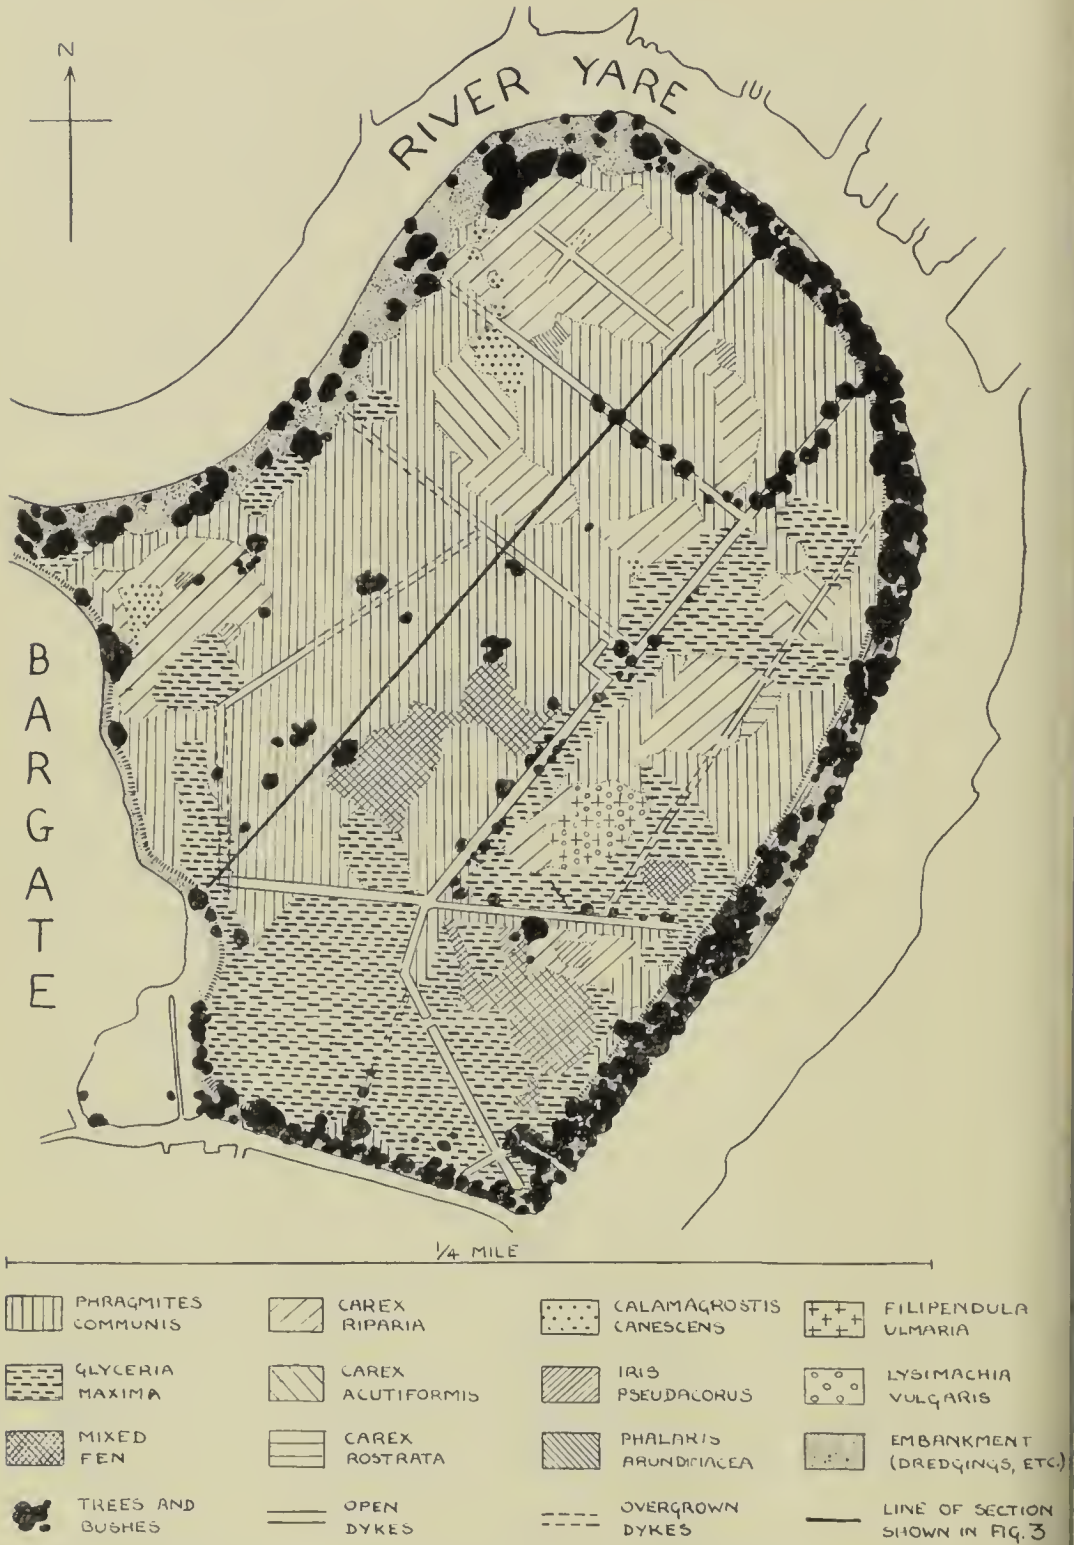 N
RIVER YARE
BARGATE
1/4 MILE
PHRAGMITES
COMMUNIS
CAREX
RIPARIA
CALAMAGROSTIS
CANESCENS
FILIPENDULA
ULMARIA
GLYCERIA
MAXIMA
CAREX
ACUTIFORMIS
IRIS
PSEUDACORUS
LYSIMACHIA
VULGARIS
MIXED
FEN
CAREX
ROSTRATA
PHALARIS
ARUNDINACEA
EMBANKMENT
(DREDGINGS, ETC.)
TREES AND
BUSHES
OPEN
DYKES
OVERGROWN
DYKES
LINE OF SECTION
SHOWN IN FIG. 3